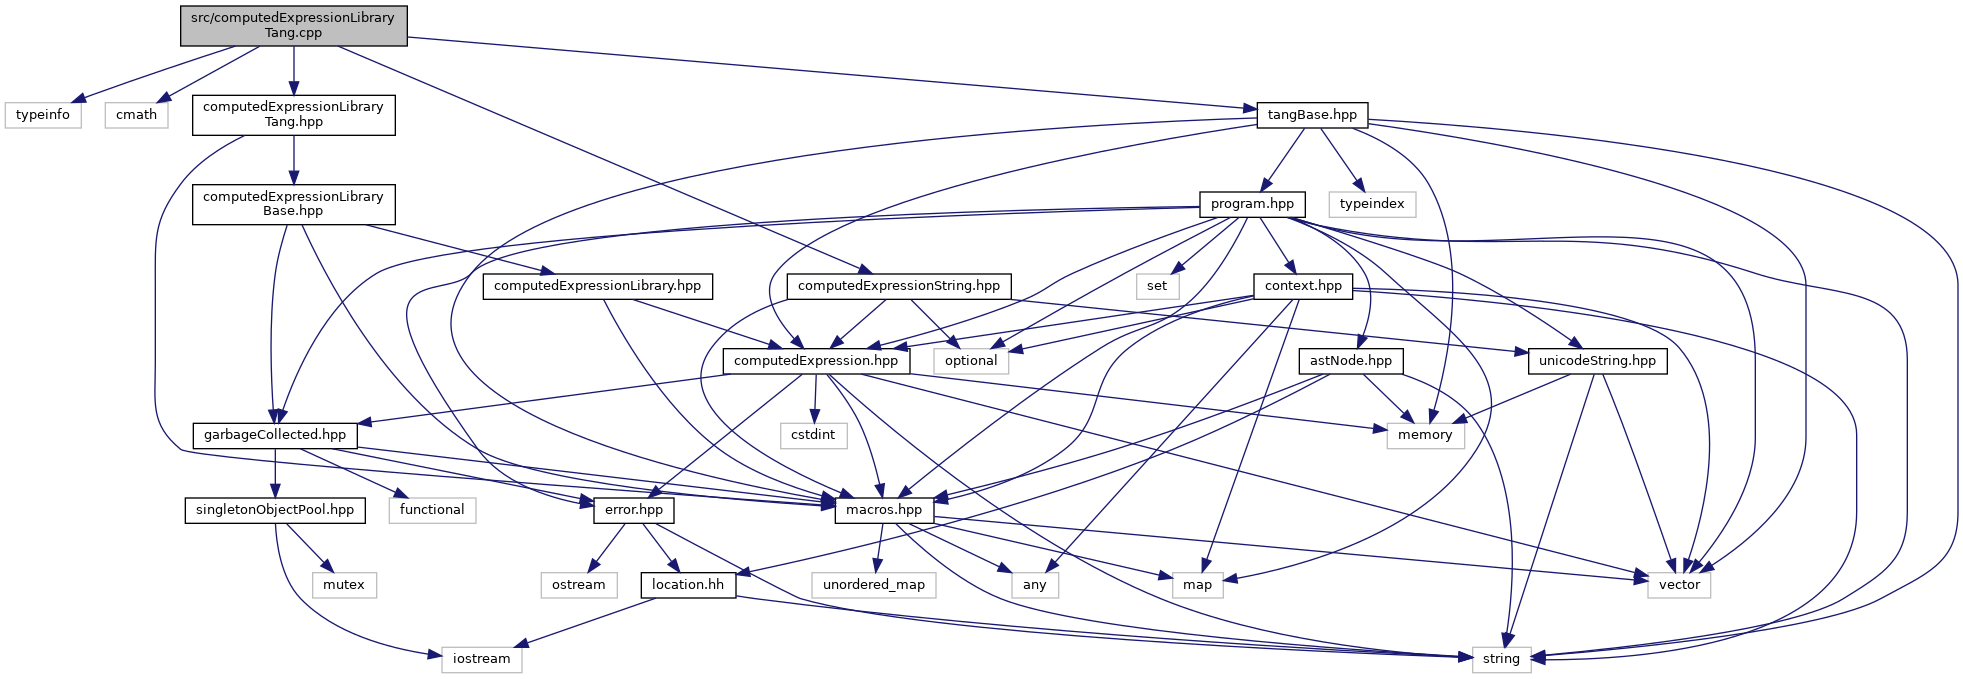 src/computedExpressionLibrary
Tang.cpp
typeinfo
cmath
computedExpressionLibrary
Tang.hpp
tangBase.hpp
computedExpressionLibrary
Base.hpp
program.hpp
typeindex
computedExpressionLibrary.hpp
computedExpressionString.hpp
set
context.hpp
computedExpression.hpp
optional
astNode.hpp
unicodeString.hpp
garbageCollected.hpp
cstdint
memory
singletonObjectPool.hpp
functional
error.hpp
macros.hpp
mutex
ostream
location.hh
unordered_map
any
map
vector
iostream
string